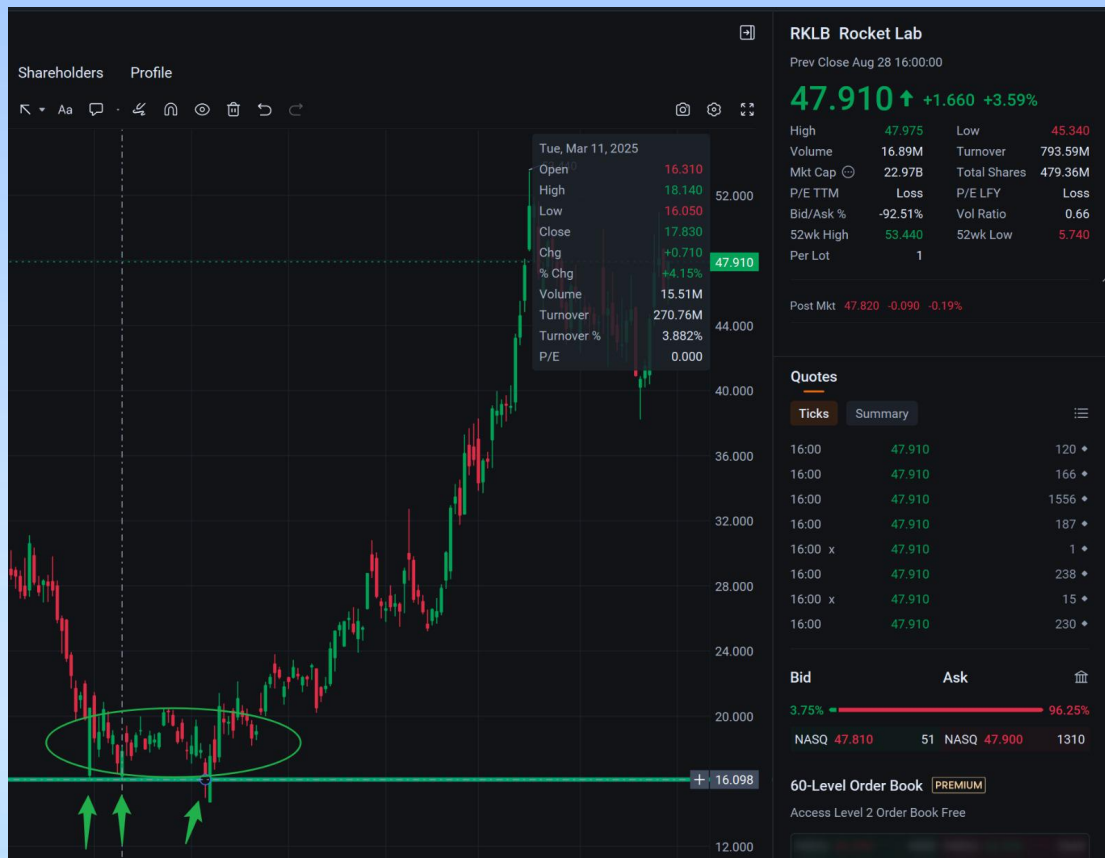 RKLB Rocket Lab
Prev Close Aug 28 16:00:00
47.910 +1.660 +3.59%
High 47.975 Low 45.340
Volume 16.89M Turnover 793.59M
Mkt Cap 22.97B Total Shares 479.36M
P/E TTM Loss P/E LFY Loss
Bid/Ask % -92.51% Vol Ratio 0.66
52wk High 53.440 52wk Low 5.740
Per Lot 1
Post Mkt 47.820 -0.090 -0.19%
Shareholders Profile
Aa
Tue, Mar 11, 2025
Open 16.310
High 18.140
Low 16.050
Close 17.830
Chg +0.710
% Chg +4.15%
Volume 15.51M
Turnover 270.76M
Turnover % 3.882%
P/E 0.000
52.000
47.910
44.000
40.000
36.000
32.000
28.000
24.000
20.000
16.098
12.000
Quotes
Ticks Summary
16:00 47.910 120
16:00 47.910 166
16:00 47.910 1556
16:00 47.910 187
16:00 x 47.910 1
16:00 47.910 238
16:00 x 47.910 15
16:00 47.910 230
Bid Ask
3.75% 96.25%
NASQ 47.810 51 NASQ 47.900 1310
60-Level Order Book PREMIUM
Access Level 2 Order Book Free